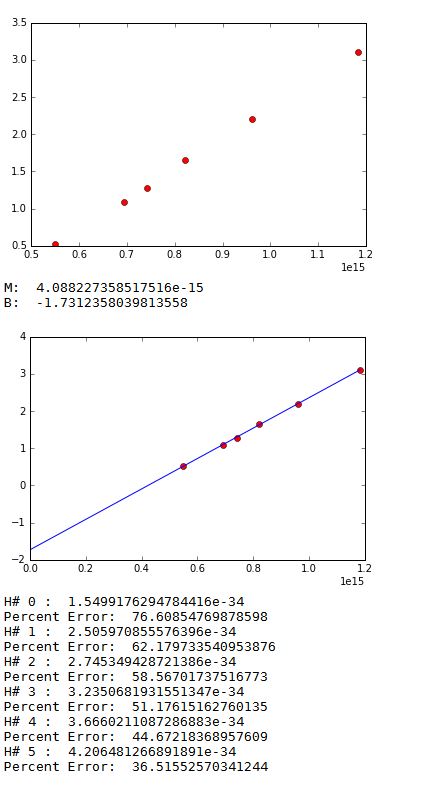 3.5
3.0
2.5
2.0
1.5
1.0
0.5
0.5 0.6 0.7 0.8 0.9 1.0 1.1 1.2
1e15
M:  4.088227358517516e-15
B:  -1.7312358039813558
4
3
2
1
0
−1
−2
0.0 0.2 0.4 0.6 0.8 1.0 1.2
1e15
H# 0 :  1.5499176294784416e-34
Percent Error:  76.60854769878598
H# 1 :  2.505970855576396e-34
Percent Error:  62.179733540953876
H# 2 :  2.745349428721386e-34
Percent Error:  58.56701737516773
H# 3 :  3.2350681931551347e-34
Percent Error:  51.17615162760135
H# 4 :  3.6660211087286883e-34
Percent Error:  44.67218368957609
H# 5 :  4.206481266891891e-34
Percent Error:  36.51552570341244